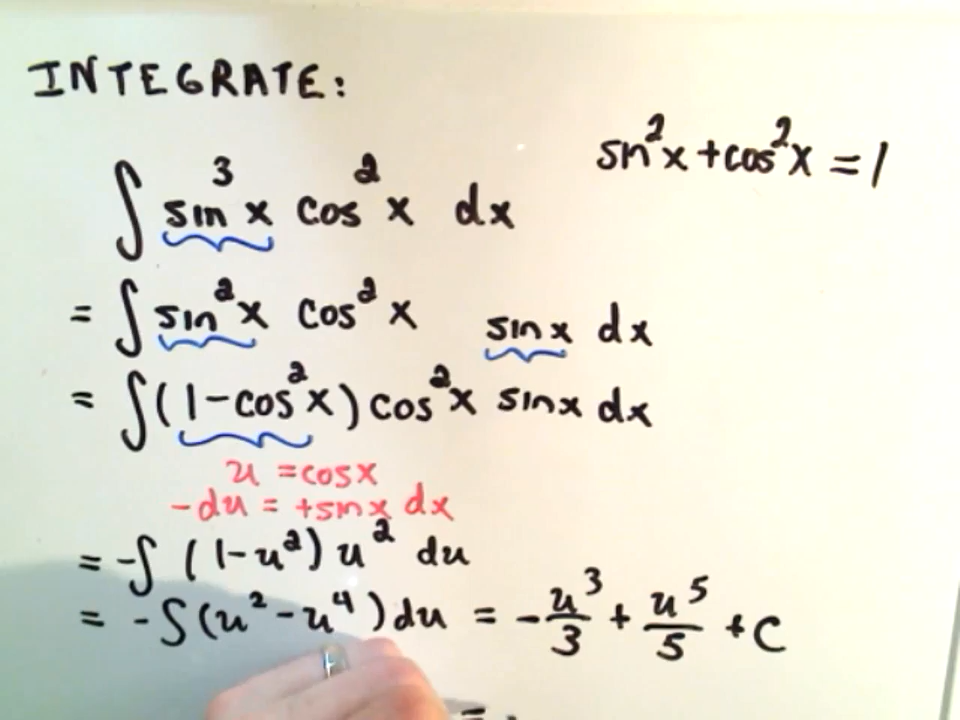 INTEGRATE:
sin²x + cos²x = 1
∫ sin³x cos²x dx
= ∫ sin²x cos²x sinx dx
= ∫(1-cos²x) cos²x sinx dx
u = cosx
-du = +sinx dx
= -∫ (1-u²) u² du
= -∫(u² - u⁴) du = - u³/3 + u⁵/5 + C
=